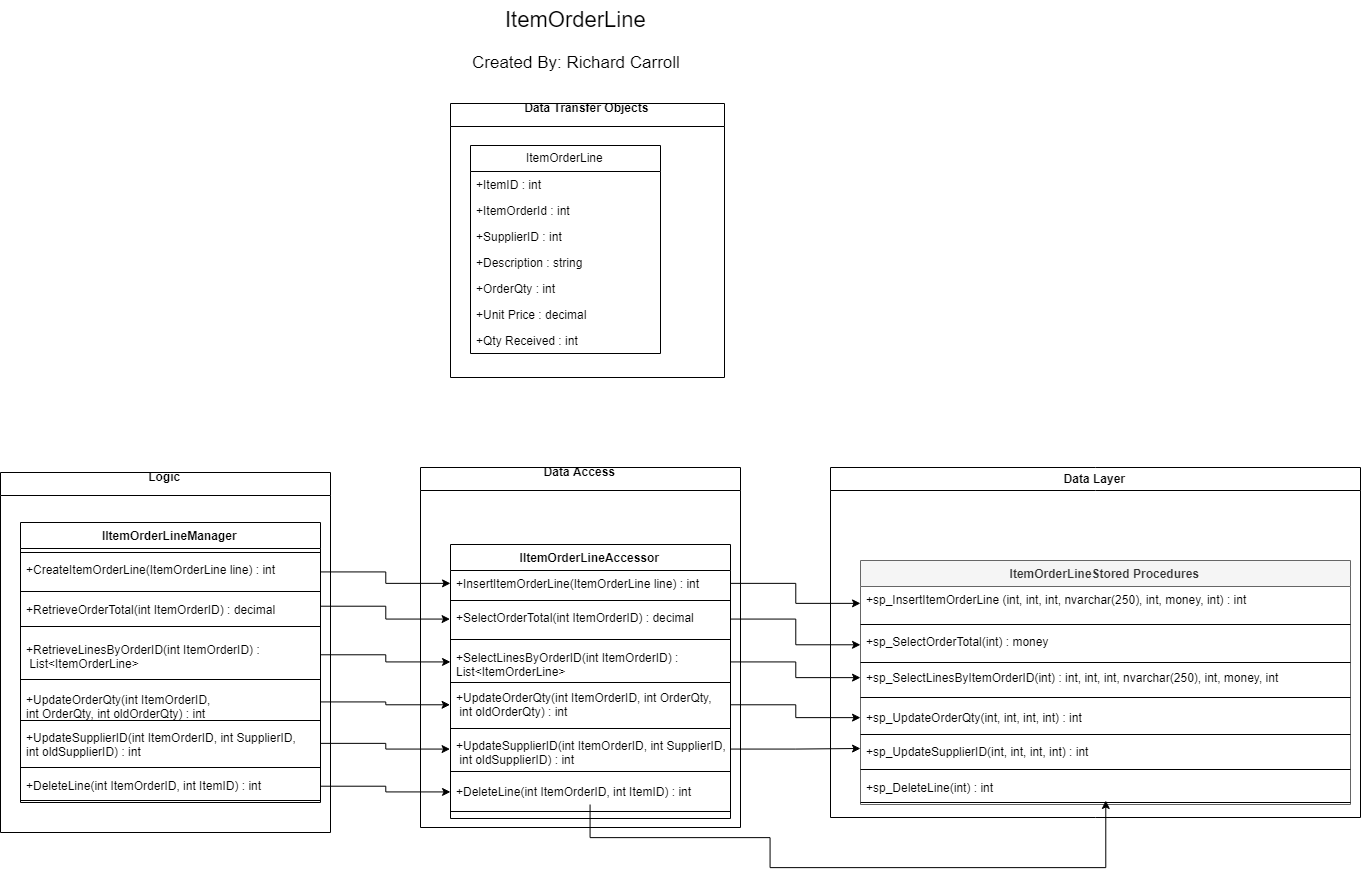 ItemOrderLine
Created By: Richard Carroll
Data Transfer Objects
ItemOrderLine
+ItemID : int
+ItemOrderId : int
+SupplierID : int
+Description : string
+OrderQty : int
+Unit Price : decimal
+Qty Received : int
Logic
IItemOrderLineManager
+CreateItemOrderLine(ItemOrderLine line) : int
+RetrieveOrderTotal(int ItemOrderID) : decimal
+RetrieveLinesByOrderID(int ItemOrderID) :
List<ItemOrderLine>
+UpdateOrderQty(int ItemOrderID,
int OrderQty, int oldOrderQty) : int
+UpdateSupplierID(int ItemOrderID, int SupplierID,
int oldSupplierID) : int
+DeleteLine(int ItemOrderID, int ItemID) : int
Data Access
IItemOrderLineAccessor
+InsertItemOrderLine(ItemOrderLine line) : int
+SelectOrderTotal(int ItemOrderID) : decimal
+SelectLinesByOrderID(int ItemOrderID) :
List<ItemOrderLine>
+UpdateOrderQty(int ItemOrderID, int OrderQty,
int oldOrderQty) : int
+UpdateSupplierID(int ItemOrderID, int SupplierID,
int oldSupplierID) : int
+DeleteLine(int ItemOrderID, int ItemID) : int
Data Layer
ItemOrderLineStored Procedures
+sp_InsertItemOrderLine (int, int, int, nvarchar(250), int, money, int) : int
+sp_SelectOrderTotal(int) : money
+sp_SelectLinesByItemOrderID(int) : int, int, int, nvarchar(250), int, money, int
+sp_UpdateOrderQty(int, int, int, int) : int
+sp_UpdateSupplierID(int, int, int, int) : int
+sp_DeleteLine(int) : int